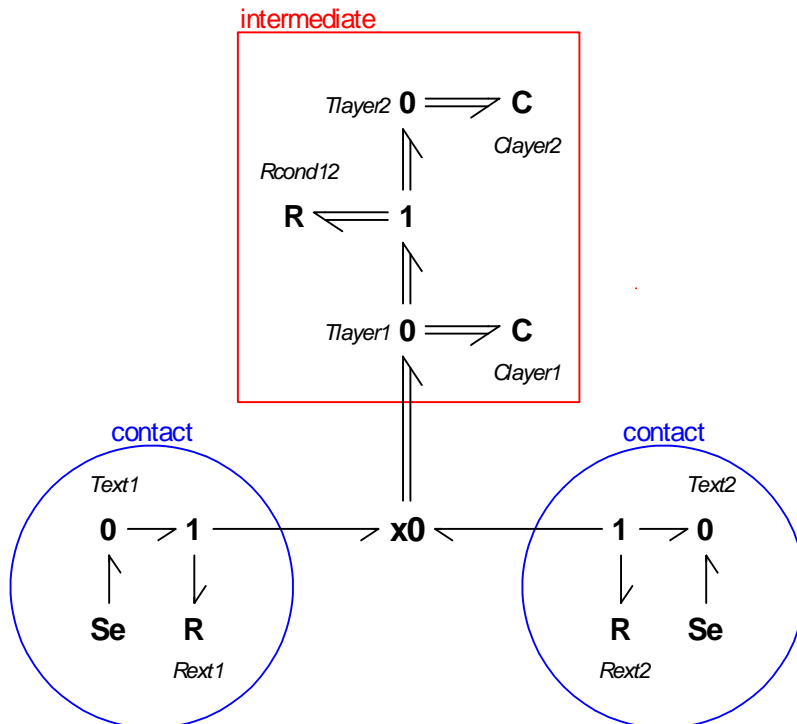 intermediate
Tlayer2 0 C
Clayer2
Rcond12
R 1
Tlayer1 0 C
Clayer1
contact contact
Text1 Text2
0 1 x0 1 0
Se R R Se
Rext1 Rext2